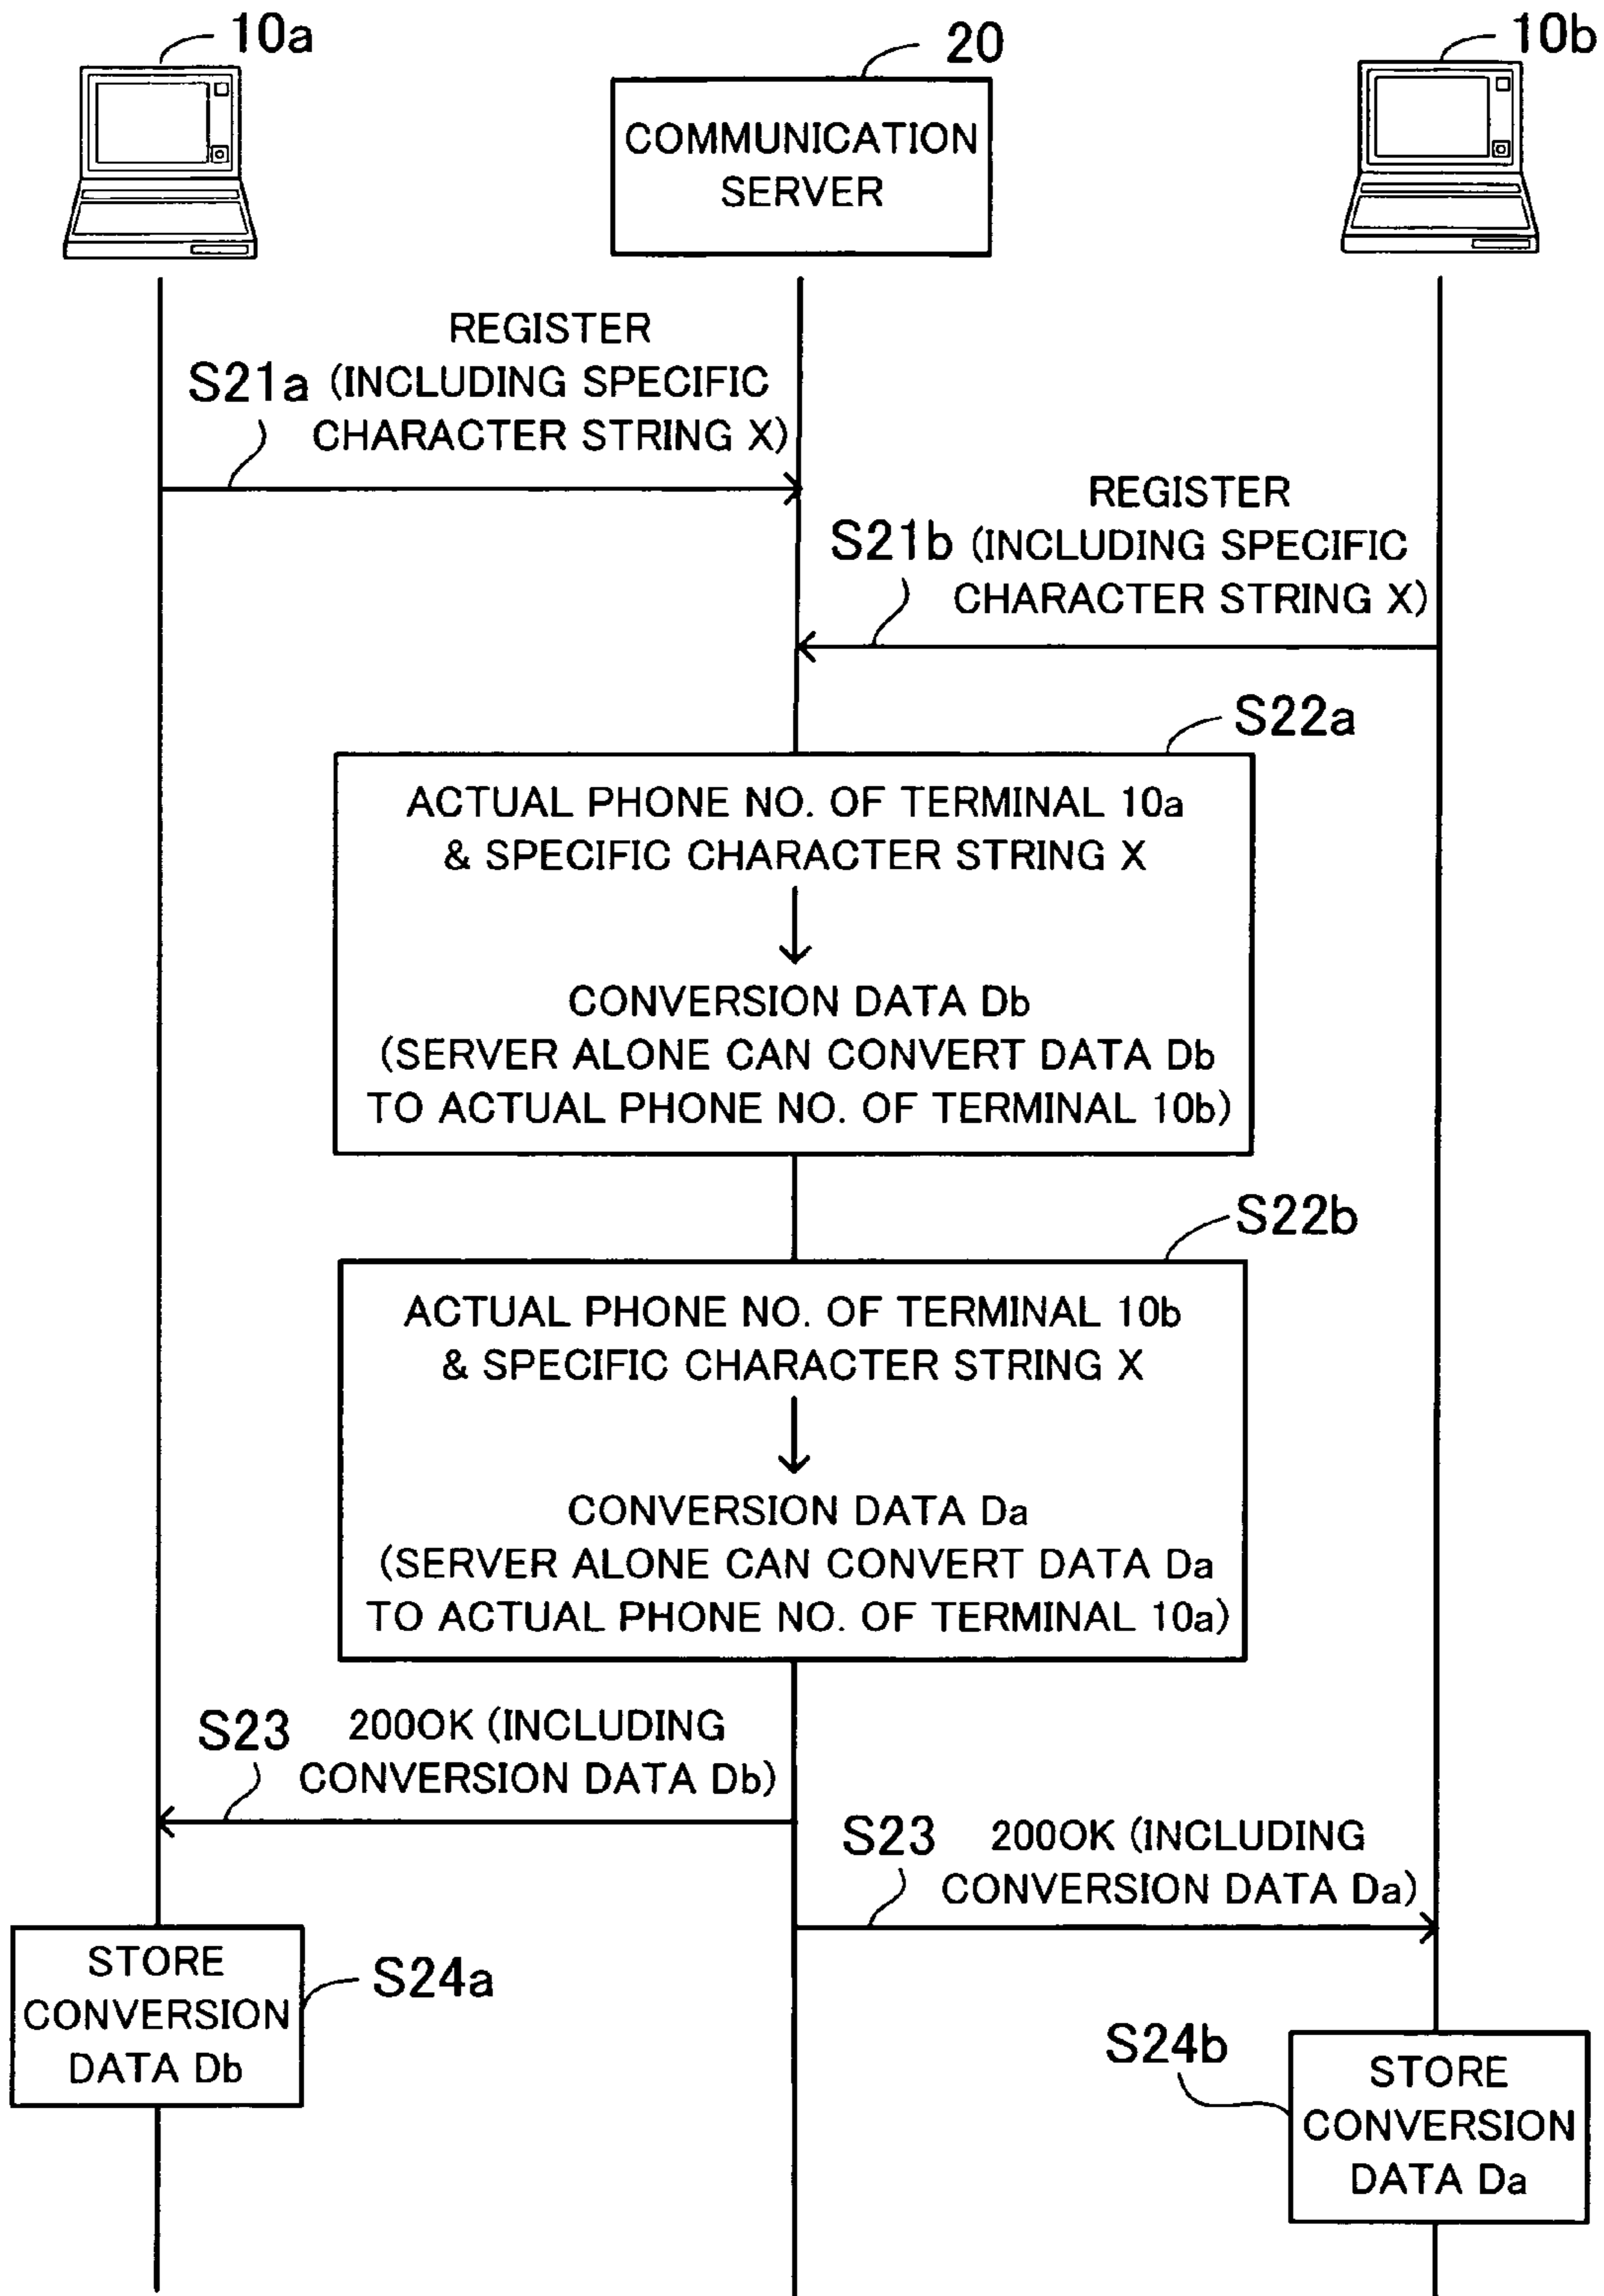 10a
20
10b
COMMUNICATION
SERVER
REGISTER
S21a (INCLUDING SPECIFIC
CHARACTER STRING X)
REGISTER
S21b (INCLUDING SPECIFIC
CHARACTER STRING X)
S22a
ACTUAL PHONE NO. OF TERMINAL 10a
& SPECIFIC CHARACTER STRING X
CONVERSION DATA Db
(SERVER ALONE CAN CONVERT DATA Db
TO ACTUAL PHONE NO. OF TERMINAL 10b)
S22b
ACTUAL PHONE NO. OF TERMINAL 10b
& SPECIFIC CHARACTER STRING X
CONVERSION DATA Da
(SERVER ALONE CAN CONVERT DATA Da
TO ACTUAL PHONE NO. OF TERMINAL 10a)
S23 200OK (INCLUDING
CONVERSION DATA Db)
S23 200OK (INCLUDING
CONVERSION DATA Da)
STORE
CONVERSION
DATA Db
S24a
S24b
STORE
CONVERSION
DATA Da